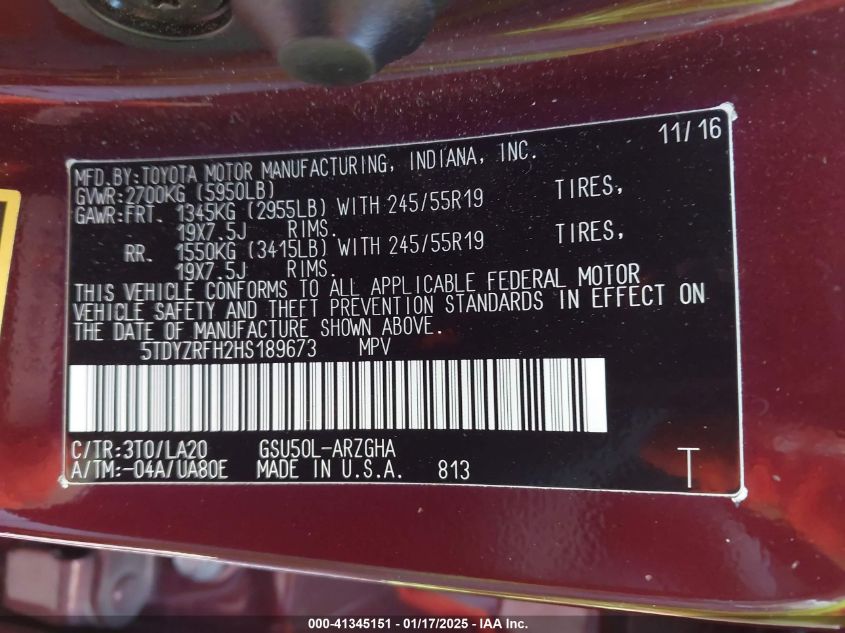 11/16
MFD.BY:TOYOTA MOTOR MANUFACTURING, INDIANA, INC.
GVWR:2700KG (5950LB)
GAWR:FRT. 1345KG (2955LB) WITH 245/55R19 TIRES,
19X7.5J RIMS.
RR. 1550KG (3415LB) WITH 245/55R19 TIRES,
19X7.5J RIMS.
THIS VEHICLE CONFORMS TO ALL APPLICABLE FEDERAL MOTOR
VEHICLE SAFETY AND THEFT PREVENTION STANDARDS IN EFFECT ON
THE DATE OF MANUFACTURE SHOWN ABOVE.
5TDYZRFH2HS189673 MPV
C/TR:3T0/LA20 GSU50L-ARZGHA
A/TM:-04A/UA80E MADE IN U.S.A. 813 T
000-41345151 — 01/17/2025 — IAA Inc.